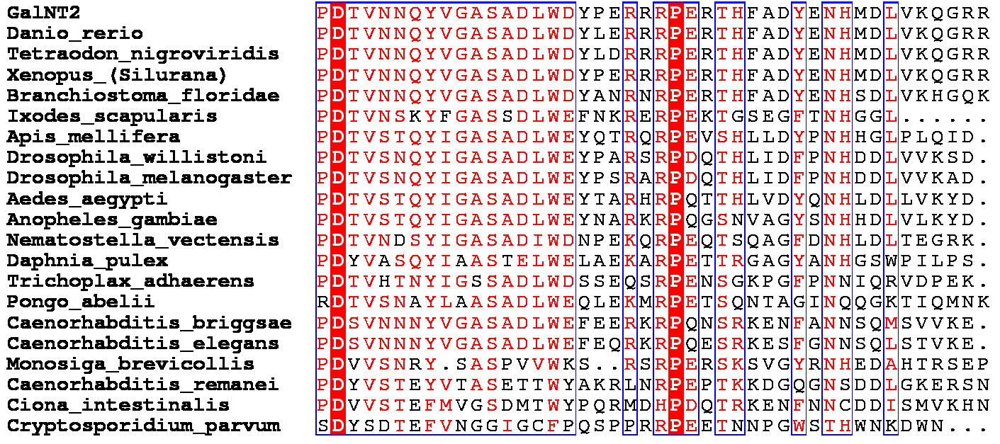 GalNT2 PDTVNNQYVGASADLWDYPERRRPERTHFADYENHMDLVKQGRR
Danio_rerio PDTVNNQYVGASADLWDYLERRRPERTHFADYENHMDLVKQGRR
Tetraodon_nigroviridis PDTVNNQYVGASADLWDYLDRRRPERTHFADYENHMDLVKQGRR
Xenopus_(Silurana) PDTVNNQYVGASADLWDYPERRRPERTHFADYENHMDLVKQGRR
Branchiostoma_floridae PDTVNNQYVGASADLWDYANRNRPERTHFADYENHSDLVKHGQK
Ixodes_scapularis PDTVNSKYFGASSDLWEFNKRERPEKTGSEGFTNHGGL......
Apis_mellifera PDTVSTQYIGASADLWEYQTRQRPEVSHLLDYPNHHGLPLQID.
Drosophila_willistoni PDTVSNQYIGASADLWEYPARSRPDQTHLIDFPNHDDLVVKSD.
Drosophila_melanogaster PDTVSNQYIGASADLWEYPSRARPDQTHLIDFPNHDDLVVKAD.
Aedes_aegypti PDTVSTQYIGASADLWEYTARHRPQTTHLVDYQNHLDLLVKYD.
Anopheles_gambiae PDTVSTQYIGASADLWEYNARKRPQGSNVAGYSNHHDLVLKYD.
Nematostella_vectensis PDTVNDSYIGASADIWDNPEKQRPEQTSQAGFDNHLDLTEGRK.
Daphnia_pulex PDYVASQYIAASTELWELAEKARPETTRGAGYANHGSWPILPS.
Trichoplax_adhaerens PDTVHTNYIGSSADLWDSSEQSRPENSGKPGFPNNIQRVDPEK.
Pongo_abelii RDTVSNAYLAASADLWEQLEKMRPETSQNTAGINQQGKTIQMNK
Caenorhabditis_briggsae PDSVNNNYVGASADLWEFEERKRPQNSRKENFANNSQMSVVKE.
Caenorhabditis_elegans PDSVNNNYVGASADLWEFEQRKRPQESRKESFGNNSQLSTVKE.
Monosiga_brevicollis PDVVSNRY.SASPVVWKS..RSRPERSKSVGYRNHEDAHTRSEP
Caenorhabditis_remanei PDYVSTEYVTASETTWYAKRLNRPEPTKKDGQGNSDDLGKERSN
Ciona_intestinalis PDVVSTEFMVGSDMTWYPQRMDHPDQTRKENFNNCDDISMVKHN
Cryptosporidium_parvum SDYSDTEFVNGGIGCFPQSPPRRPEETNNPGWSTHWNKDWN...